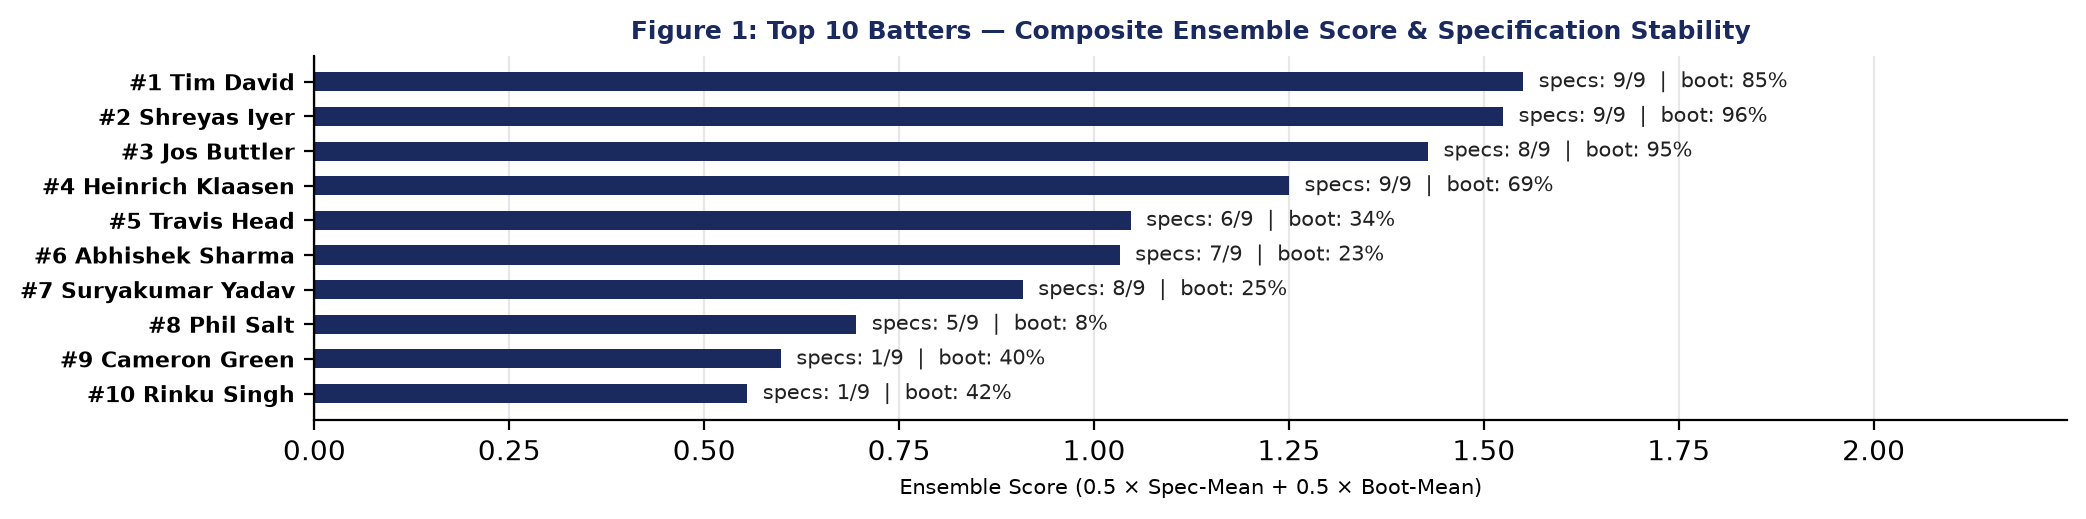 Figure 1: Top 10 Batters — Composite Ensemble Score & Specification Stability
#1 Tim David specs: 9/9 | boot: 85%
#2 Shreyas Iyer specs: 9/9 | boot: 96%
#3 Jos Buttler specs: 8/9 | boot: 95%
#4 Heinrich Klaasen specs: 9/9 | boot: 69%
#5 Travis Head specs: 6/9 | boot: 34%
#6 Abhishek Sharma specs: 7/9 | boot: 23%
#7 Suryakumar Yadav specs: 8/9 | boot: 25%
#8 Phil Salt specs: 5/9 | boot: 8%
#9 Cameron Green specs: 1/9 | boot: 40%
#10 Rinku Singh specs: 1/9 | boot: 42%
0.00 0.25 0.50 0.75 1.00 1.25 1.50 1.75 2.00
Ensemble Score (0.5 × Spec-Mean + 0.5 × Boot-Mean)